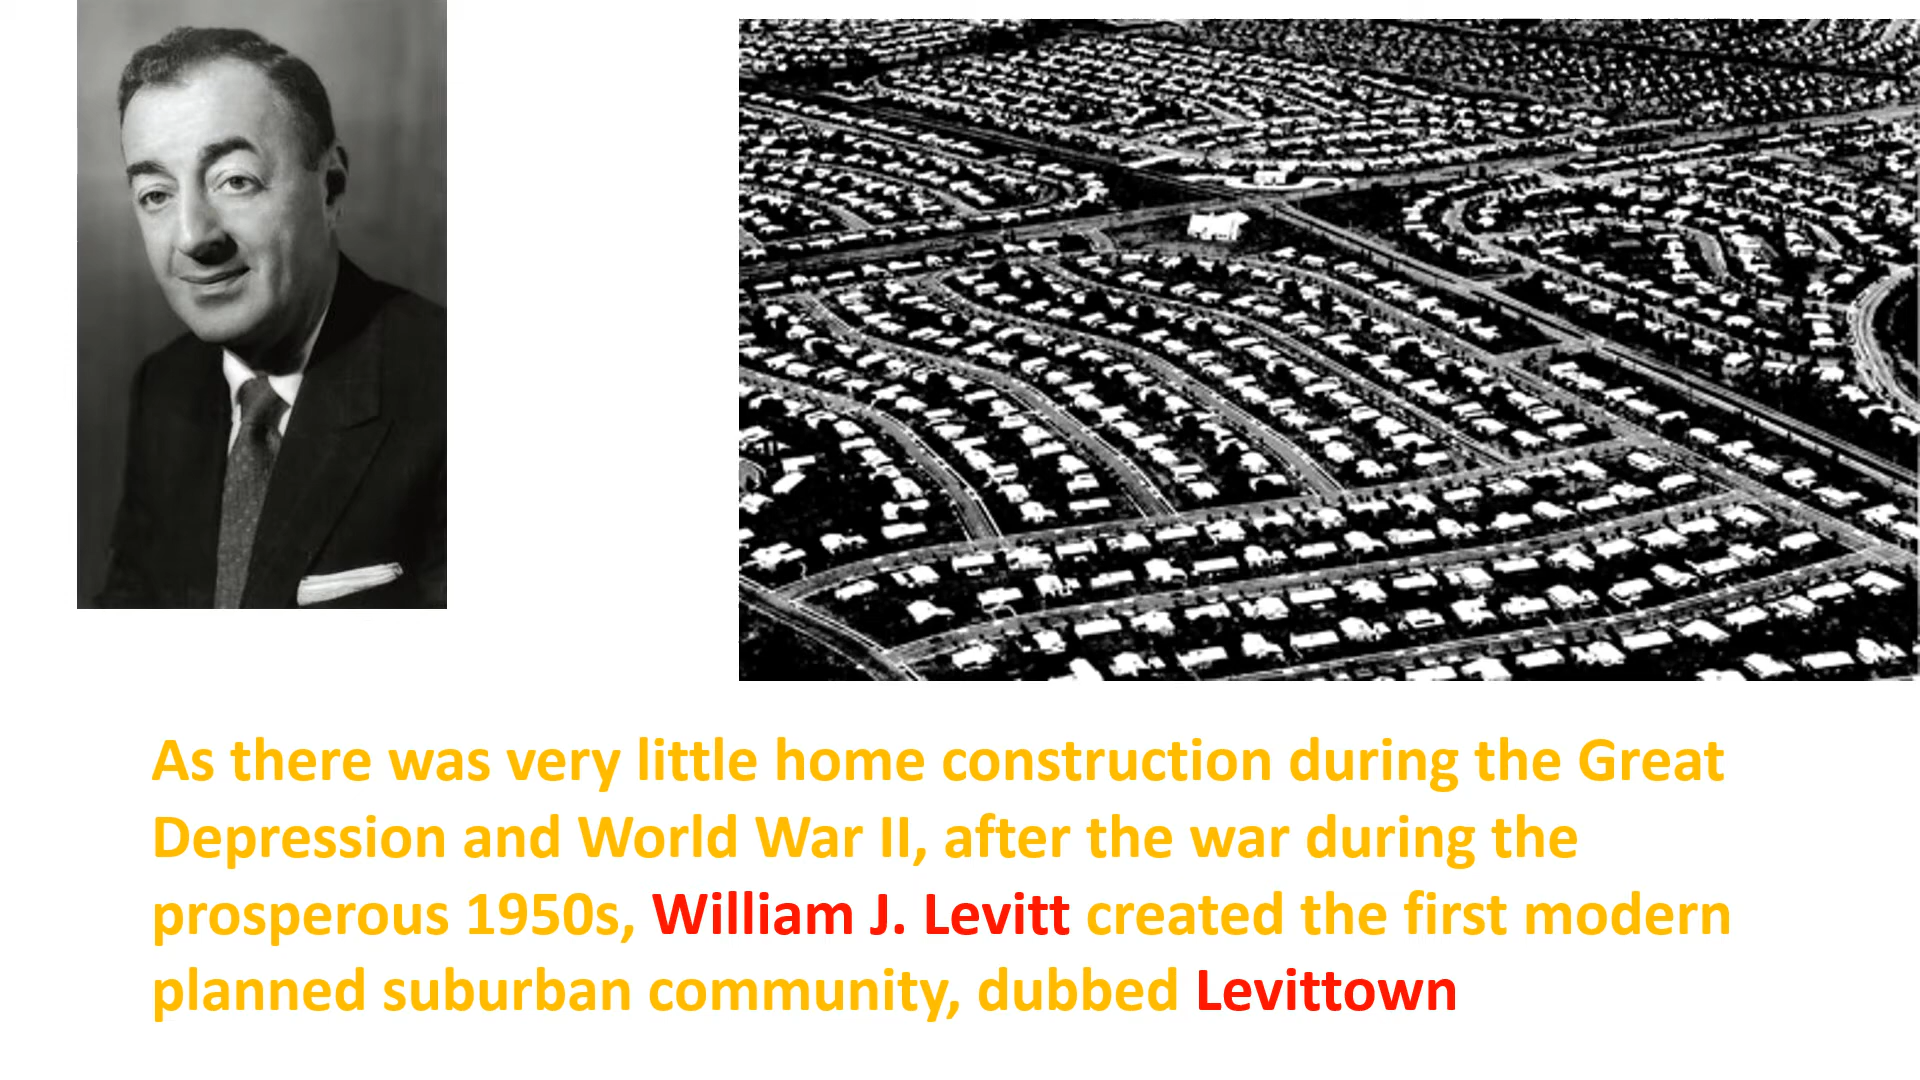 As there was very little home construction during the Great
Depression and World War II, after the war during the
prosperous 1950s, William J. Levitt created the first modern
planned suburban community, dubbed Levittown